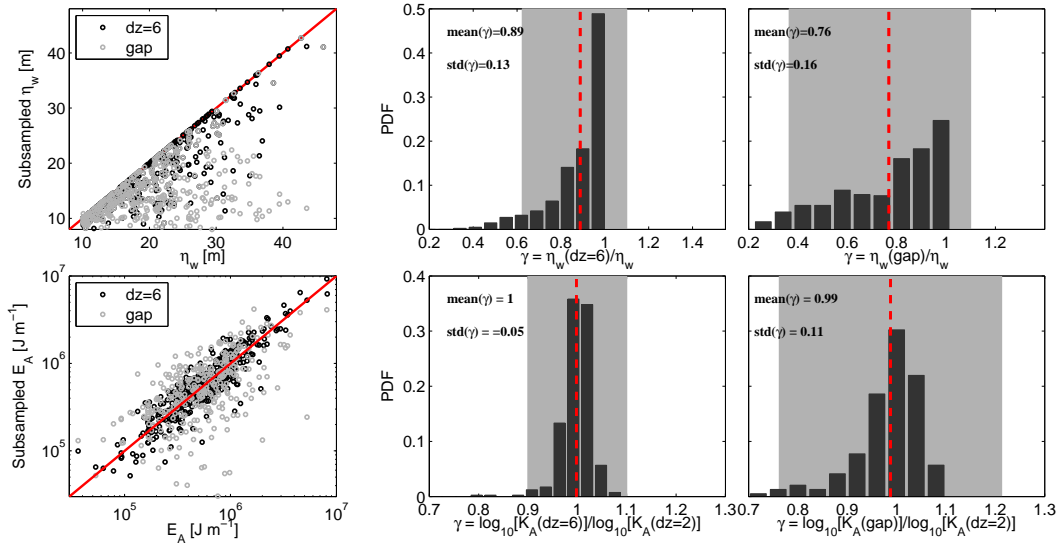 dz=6
gap
Subsampled η_w [m]
40
30
20
10
10 20 30 40
η_w [m]
mean(γ)=0.89
std(γ)=0.13
PDF
0.5
0.4
0.3
0.2
0.1
0
0.2 0.4 0.6 0.8 1 1.2 1.4
γ = η_w(dz=6)/η_w
mean(γ)=0.76
std(γ)=0.16
0.2 0.4 0.6 0.8 1 1.2
γ = η_w(gap)/η_w
dz=6
gap
Subsampled E_A [J m^−1]
10^7
10^6
10^5
10^5 10^6 10^7
E_A [J m^−1]
mean(γ) = 1
std(γ) = =0.05
PDF
0.4
0.3
0.2
0.1
0
0.7 0.8 0.9 1 1.1 1.2 1.3
γ = log_10[K_A(dz=6)]/log_10[K_A(dz=2)]
mean(γ) = 0.99
std(γ) = 0.11
0.8 0.9 1 1.1 1.2 1.3
γ = log_10[K_A(gap)]/log_10[K_A(dz=2)]